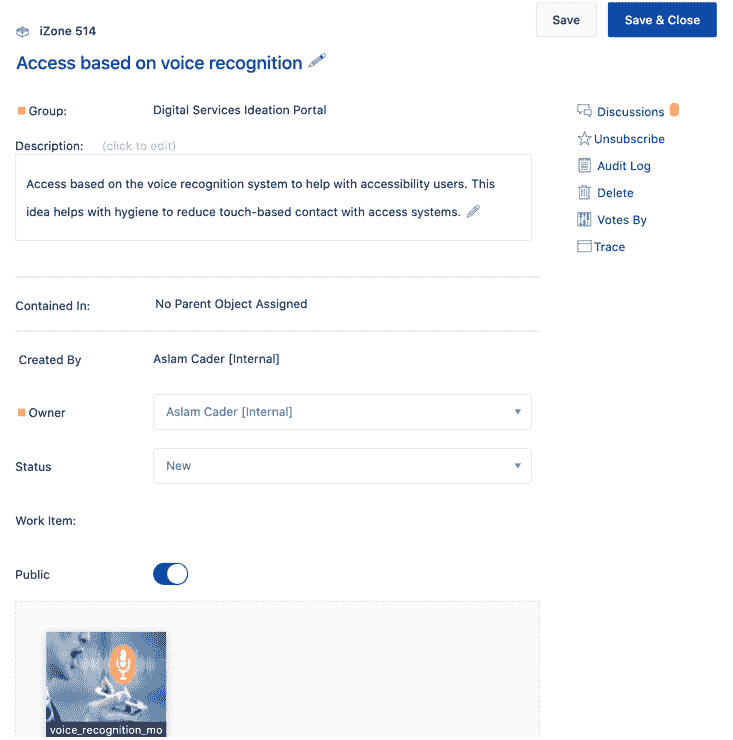 iZone 514
Save
Save & Close
Access based on voice recognition
Group:
Digital Services Ideation Portal
Discussions
Description:
(click to edit)
Unsubscribe
Access based on the voice recognition system to help with accessibility users. This
idea helps with hygiene to reduce touch-based contact with access systems.
Audit Log
Delete
Votes By
Trace
Contained In:
No Parent Object Assigned
Created By
Aslam Cader [Internal]
Owner
Aslam Cader [Internal]
Status
New
Work Item:
Public
voice_recognition_mo